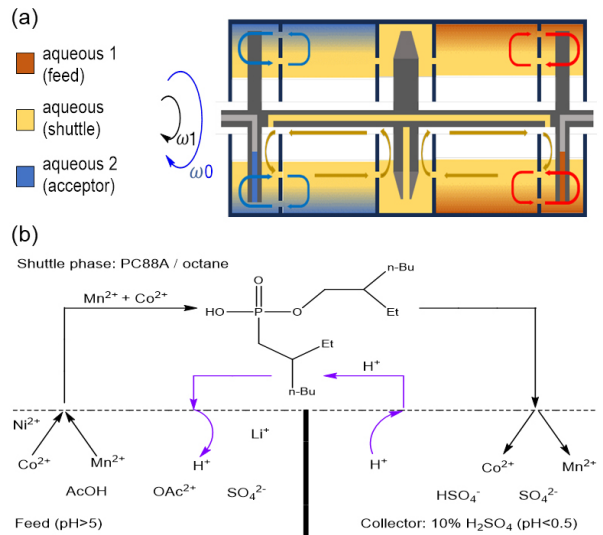 (a)
aqueous 1
(feed)
aqueous
(shuttle)
aqueous 2
(acceptor)
ω1
ω0
(b)
Shuttle phase: PC88A / octane
Mn²⁺ + Co²⁺
O
HO
P
O
n-Bu
Et
Et
n-Bu
H⁺
Ni²⁺
Co²⁺
Mn²⁺
H⁺
Li⁺
H⁺
Co²⁺
Mn²⁺
AcOH
OAc²⁺
SO₄²⁻
HSO₄⁻
SO₄²⁻
Feed (pH>5)
Collector: 10% H₂SO₄ (pH<0.5)